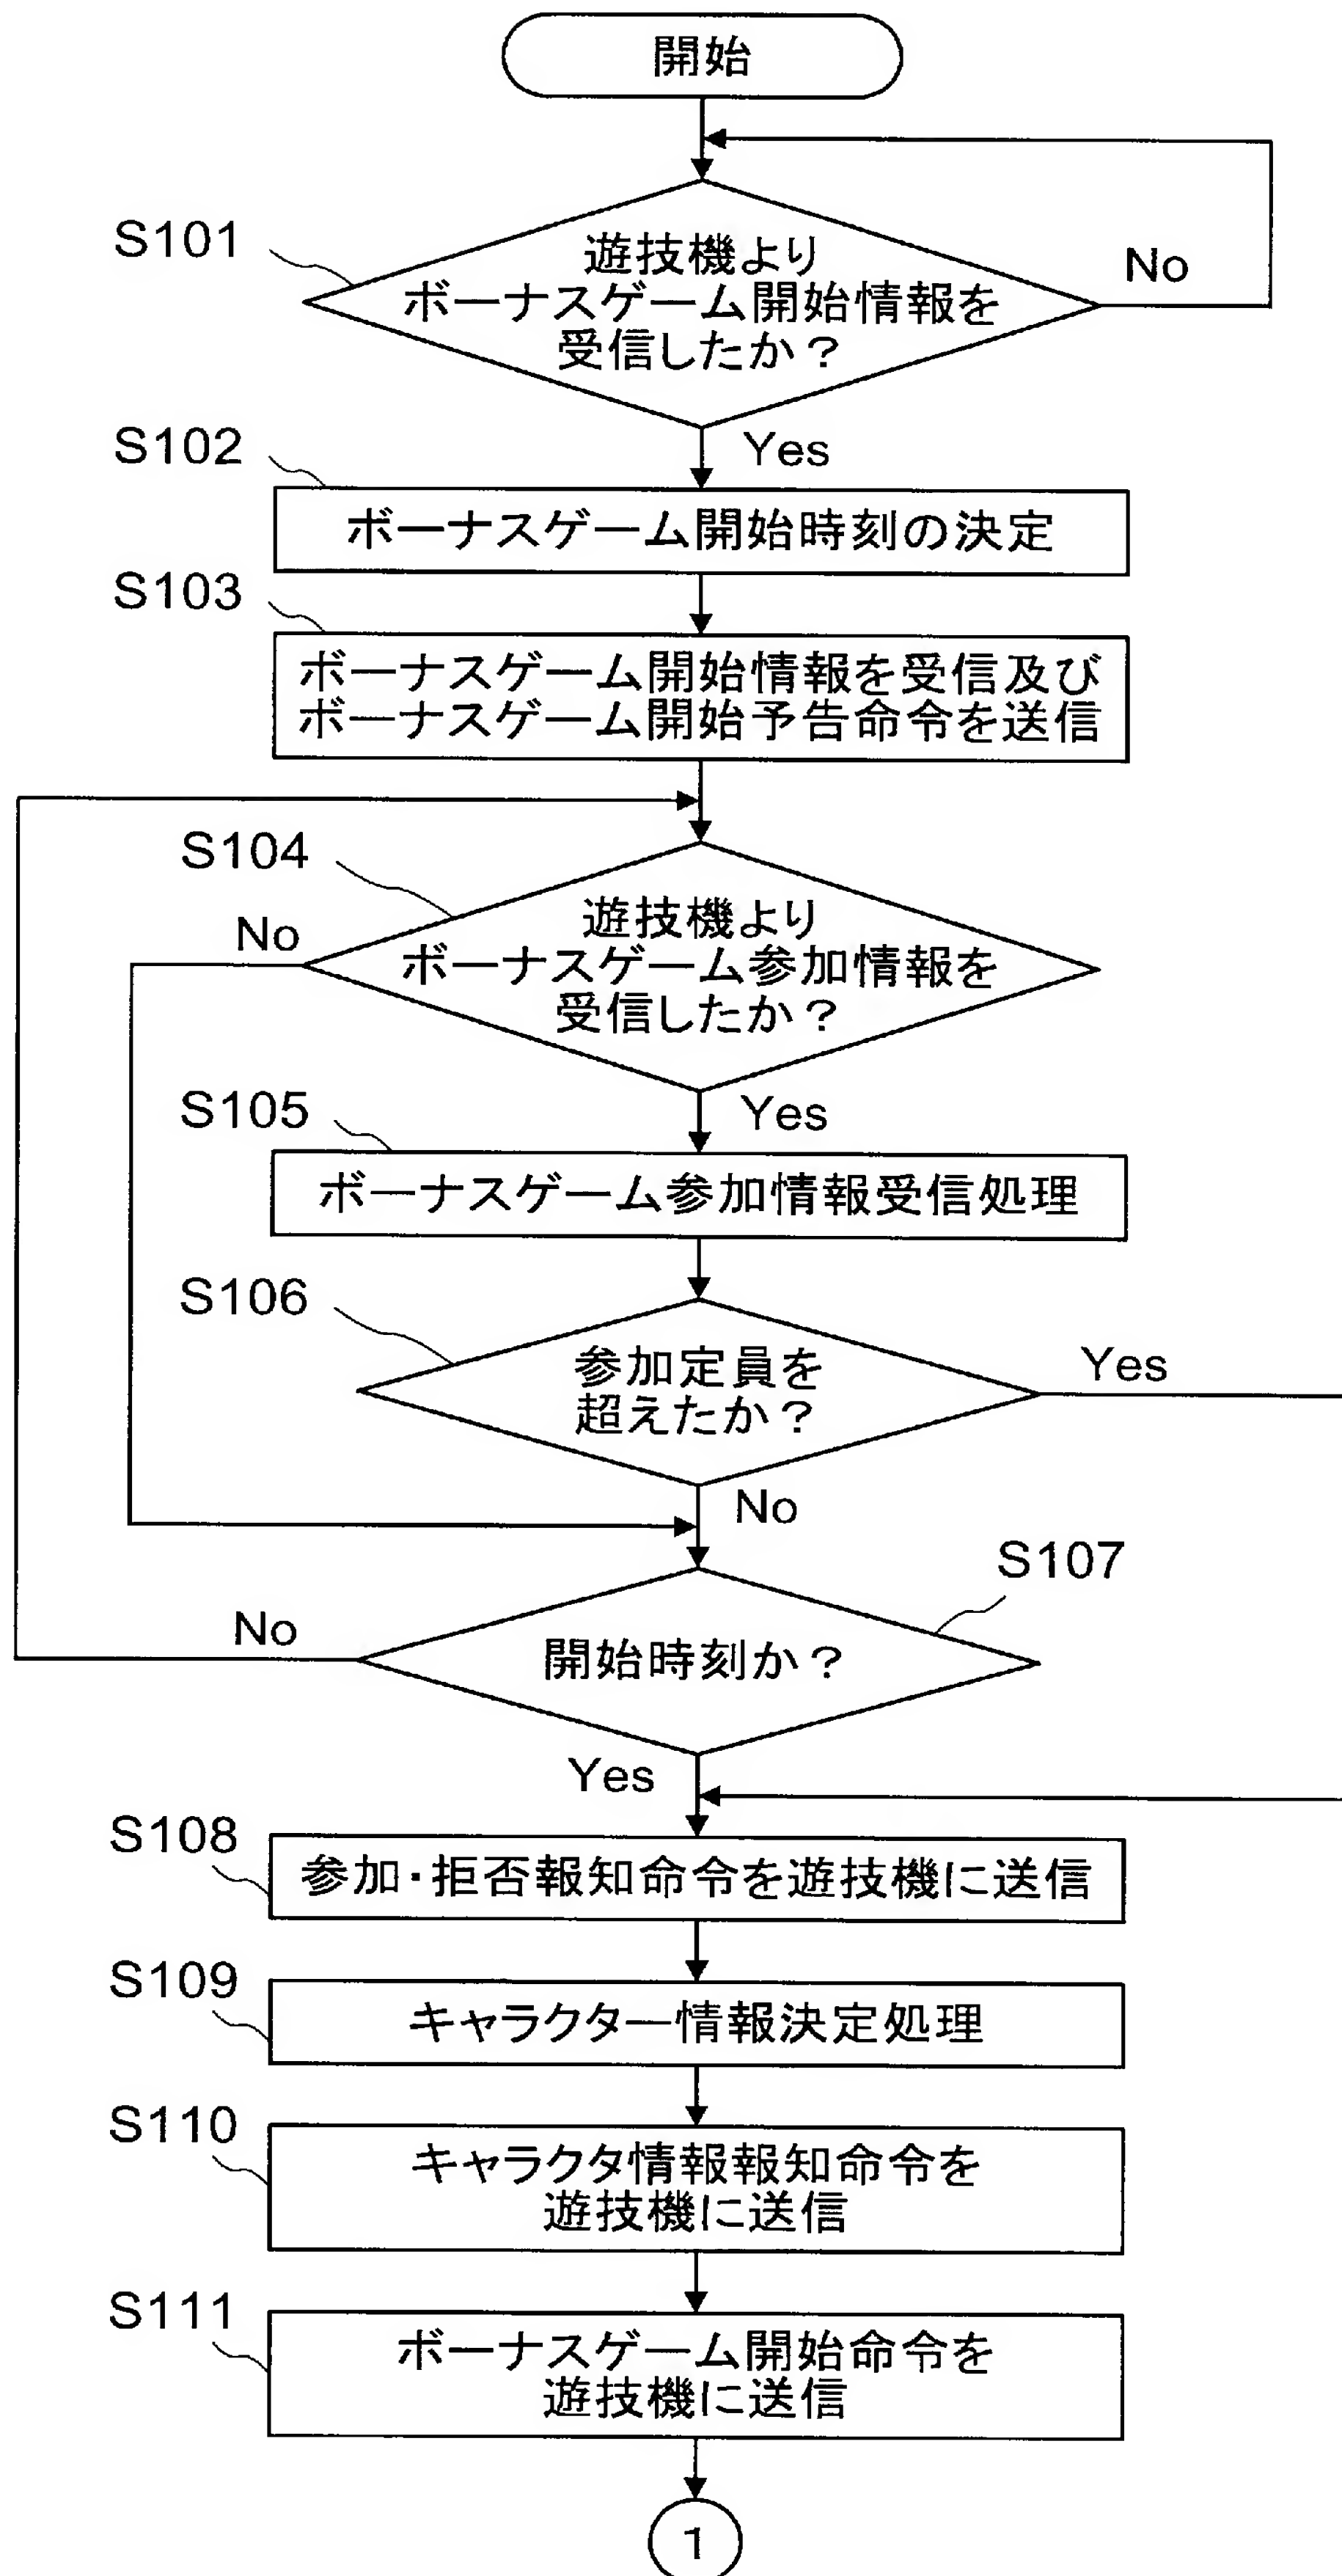 開始
S101
遊技機より
ボーナスゲーム開始情報を
受信したか？
No
Yes
S102
ボーナスゲーム開始時刻の決定
S103
ボーナスゲーム開始情報を受信及び
ボーナスゲーム開始予告命令を送信
S104
No
遊技機より
ボーナスゲーム参加情報を
受信したか？
Yes
S105
ボーナスゲーム参加情報受信処理
S106
参加定員を
超えたか？
Yes
No
S107
No
開始時刻か？
Yes
S108
参加・拒否報知命令を遊技機に送信
S109
キャラクター情報決定処理
S110
キャラクタ情報報知命令を
遊技機に送信
S111
ボーナスゲーム開始命令を
遊技機に送信
1